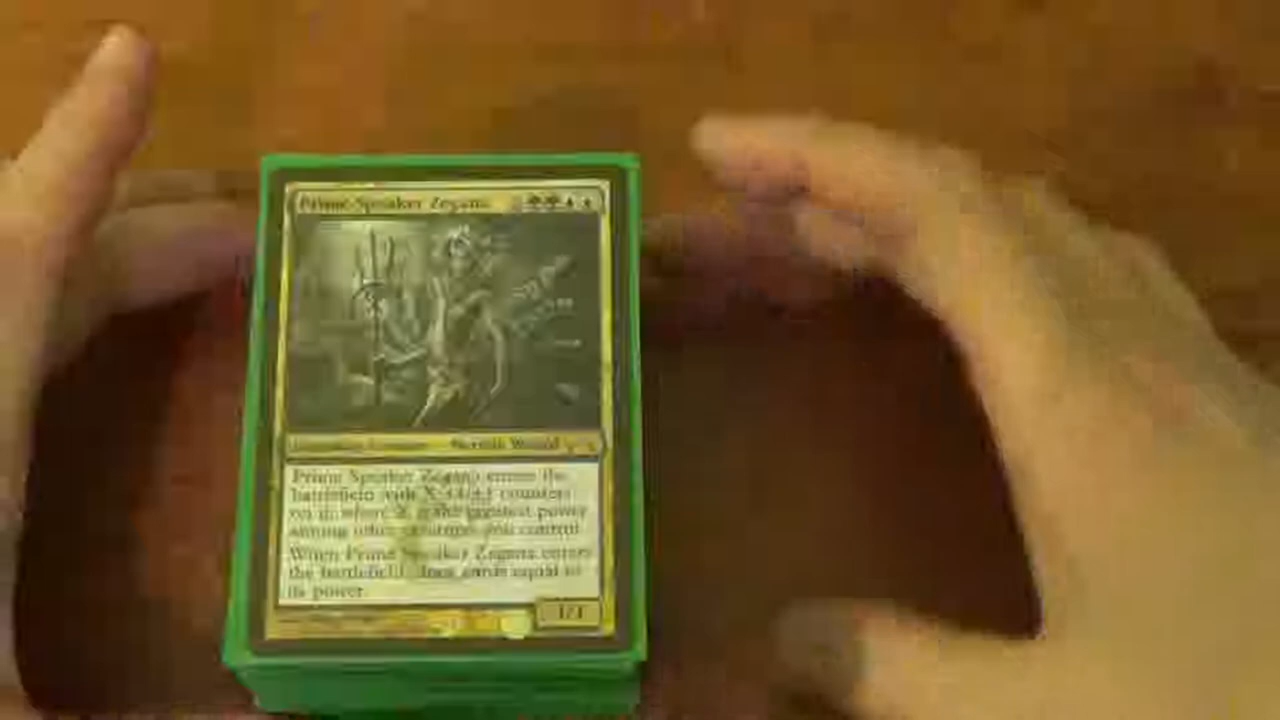 Prime Speaker Zegana
Merfolk Wizard
Prime Speaker Zegana enters the
battlefield with X +1/+1 counters
on it, where X is the greatest power
among other creatures you control.
When Prime Speaker Zegana enters
the battlefield, draw cards equal to
its power.
1/1